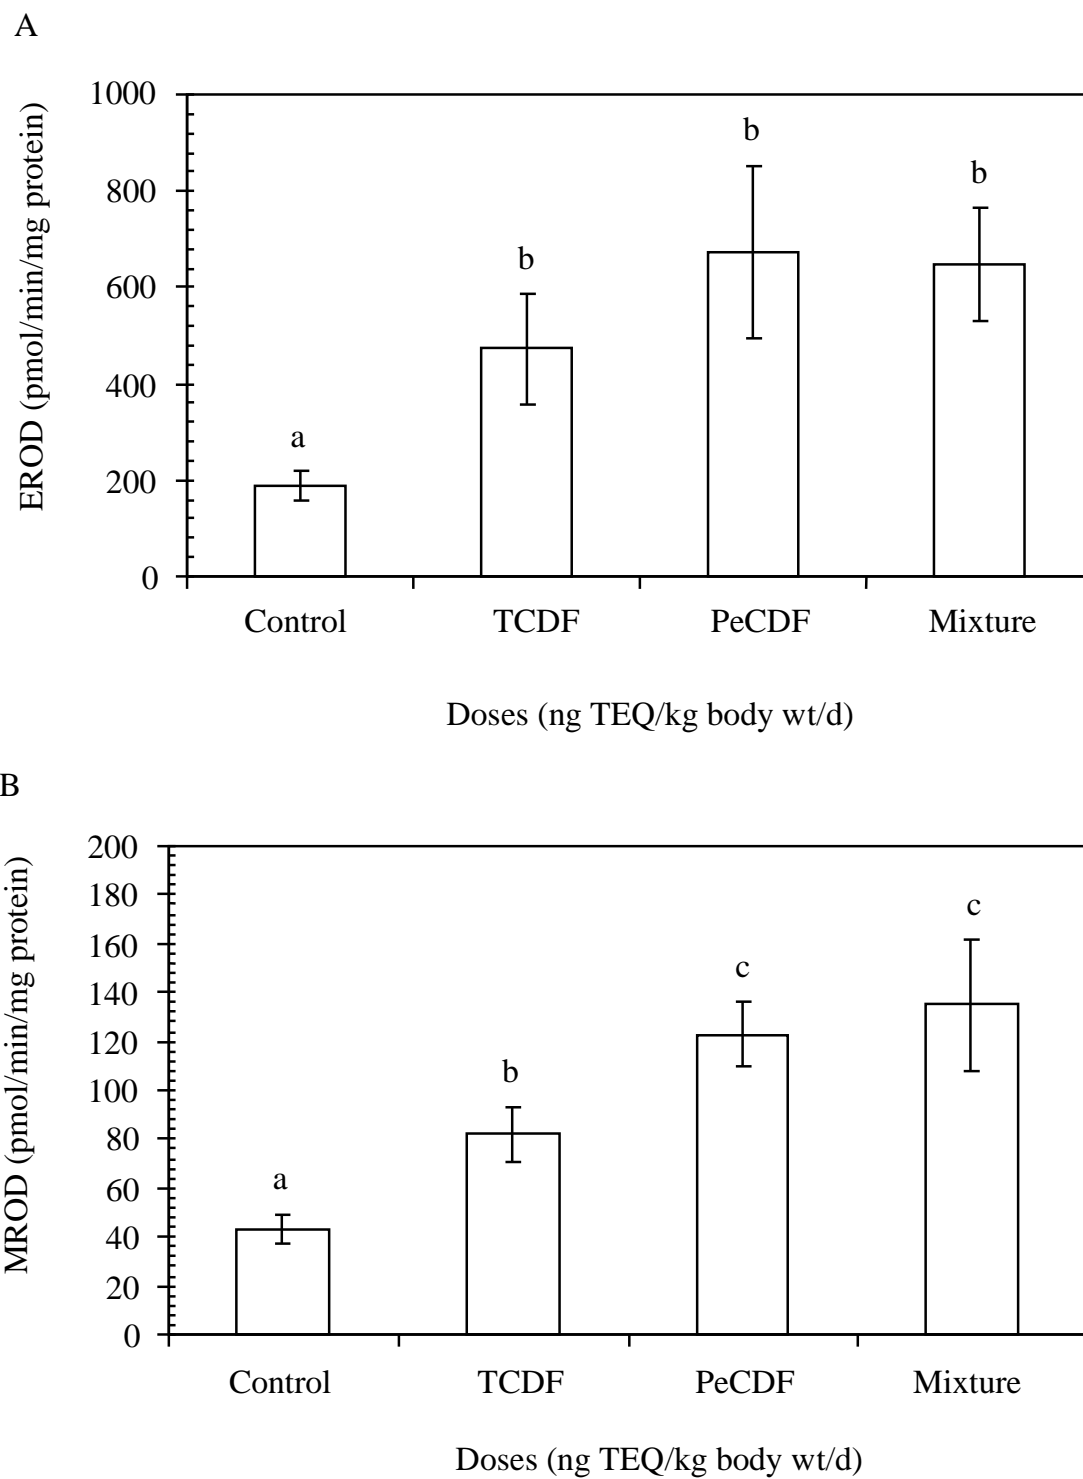 A
EROD (pmol/min/mg protein)
1000
800
600
400
200
0
a
b
b
b
Control TCDF PeCDF Mixture
Doses (ng TEQ/kg body wt/d)
B
MROD (pmol/min/mg protein)
200
180
160
140
120
100
80
60
40
20
0
a
b
c
c
Control TCDF PeCDF Mixture
Doses (ng TEQ/kg body wt/d)